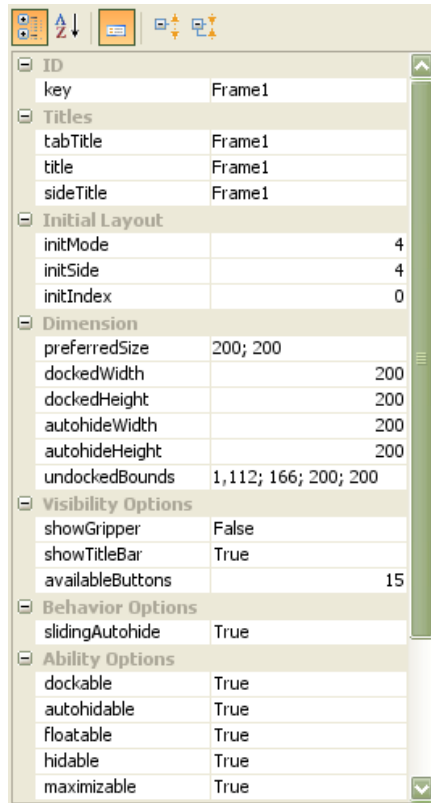 A
Z
ID
key Frame1
Titles
tabTitle Frame1
title Frame1
sideTitle Frame1
Initial Layout
initMode 4
initSide 4
initIndex 0
Dimension
preferredSize 200; 200
dockedWidth 200
dockedHeight 200
autohideWidth 200
autohideHeight 200
undockedBounds 1,112; 166; 200; 200
Visibility Options
showGripper False
showTitleBar True
availableButtons 15
Behavior Options
slidingAutohide True
Ability Options
dockable True
autohidable True
floatable True
hidable True
maximizable True